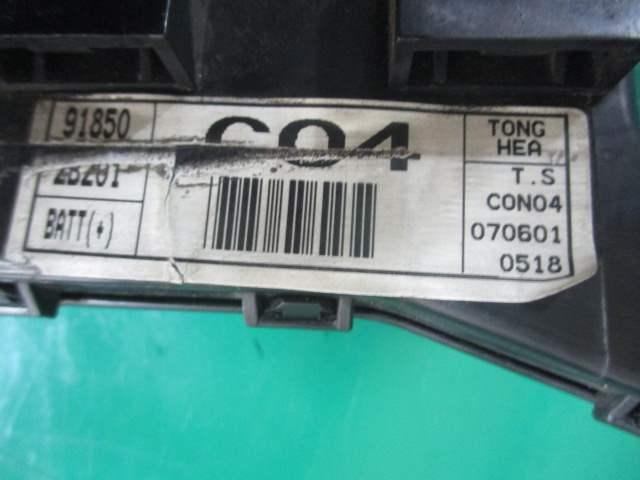 91850
2B201
BATT(+)
C04
TONG
HEA
T.S
CON04
070601
0518